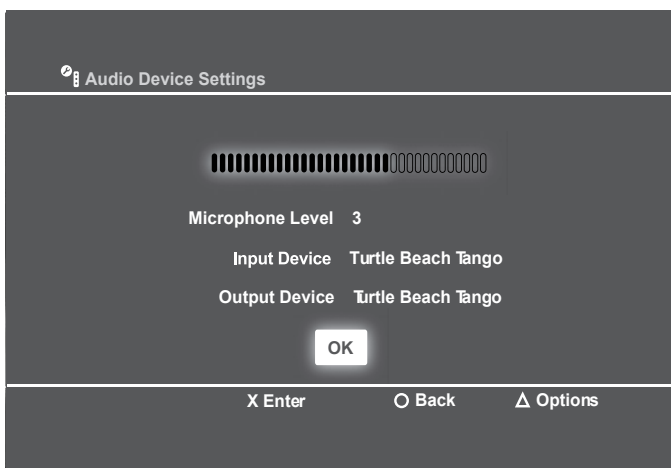 Audio Device Settings
Microphone Level 3
Input Device Turtle Beach Tango
Output Device Turtle Beach Tango
OK
X Enter O Back Δ Options